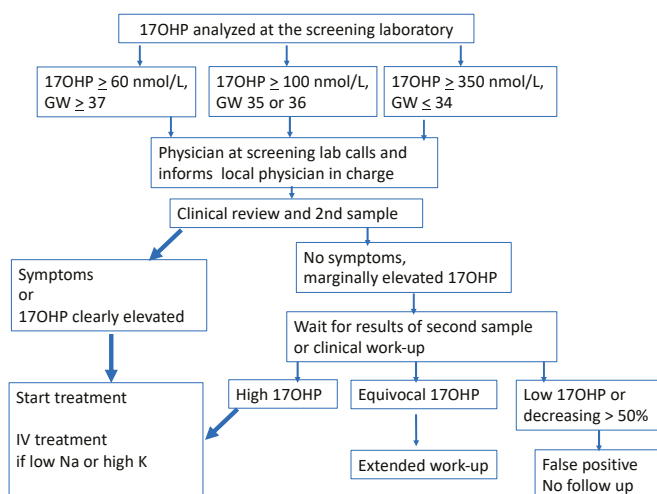 17OHP analyzed at the screening laboratory
17OHP ≥ 60 nmol/L,
GW ≥ 37
17OHP ≥ 100 nmol/L,
GW 35 or 36
17OHP ≥ 350 nmol/L,
GW ≤ 34
Physician at screening lab calls and
informs local physician in charge
Clinical review and 2nd sample
Symptoms
or
17OHP clearly elevated
No symptoms,
marginally elevated 17OHP
Wait for results of second sample
or clinical work-up
Start treatment
IV treatment
if low Na or high K
High 17OHP
Equivocal 17OHP
Low 17OHP or
decreasing > 50%
Extended work-up
False positive
No follow up